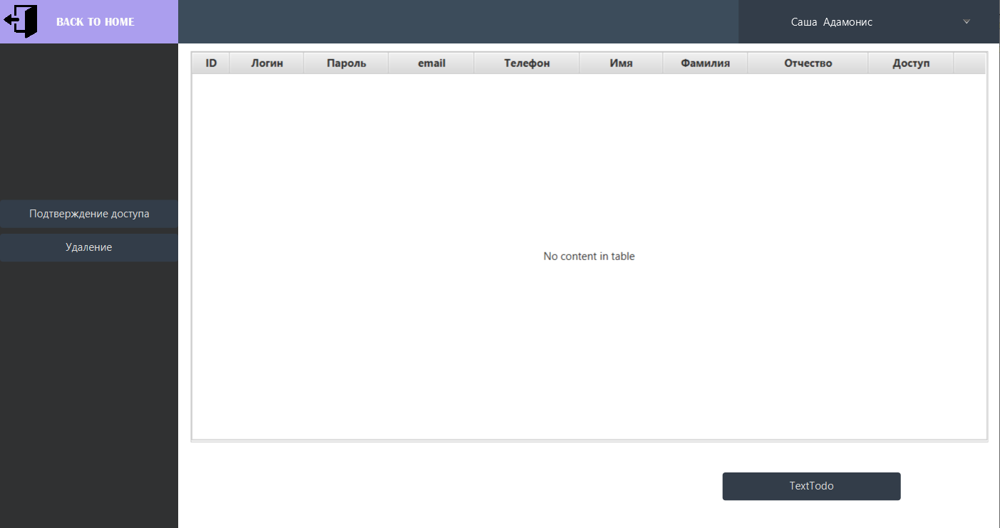 BACK TO HOME
Саша Адамонис
ID Логин Пароль email Телефон Имя Фамилия Отчество Доступ
Подтверждение доступа
Удаление
No content in table
TextTodo